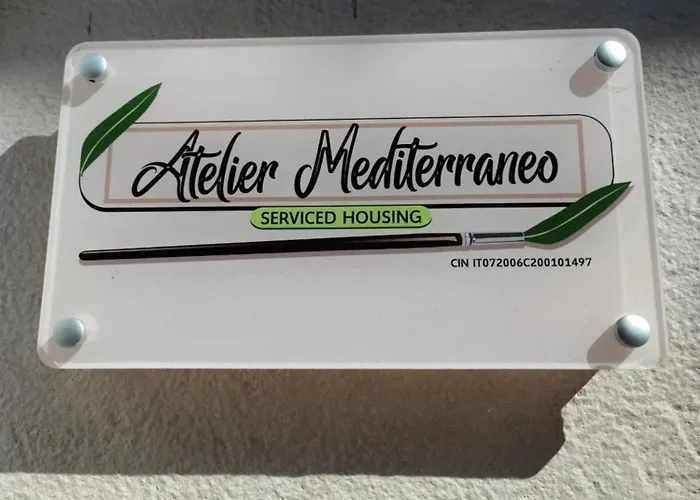 Atelier Mediterraneo
SERVICED HOUSING
CIN IT072006C200101497